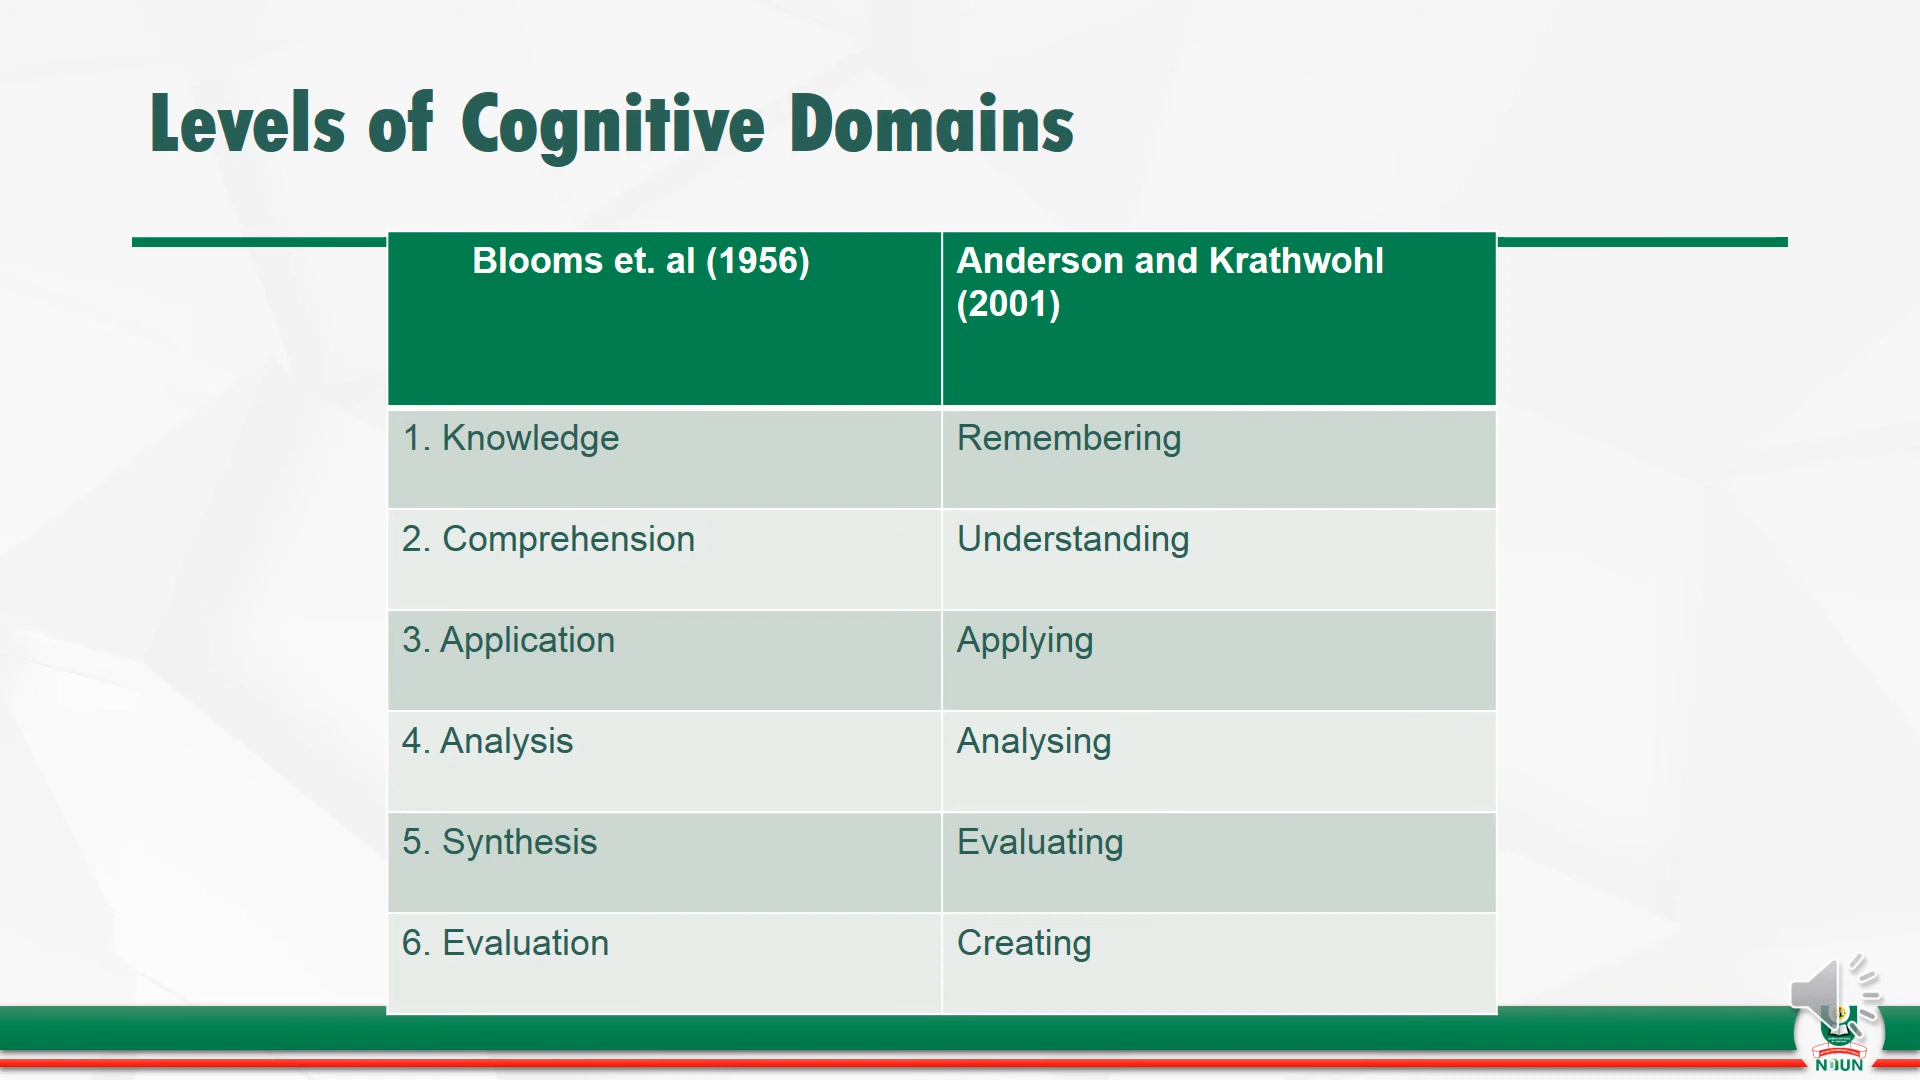 Levels of Cognitive Domains
Blooms et. al (1956)
Anderson and Krathwohl
(2001)
1. Knowledge
Remembering
2. Comprehension
Understanding
3. Application
Applying
4. Analysis
Analysing
5. Synthesis
Evaluating
6. Evaluation
Creating
NOUN